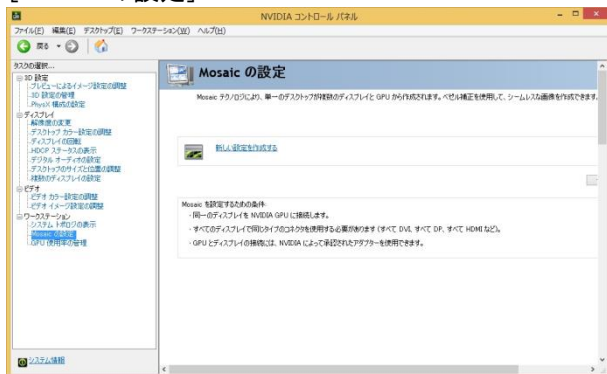 NVIDIA コントロール パネル
ファイル(F) 編集(E) デスクトップ(T) ワークステーション(W) ヘルプ(H)
戻る
タスクの選択...
3D 設定
プレビューによるイメージ設定の調整
3D 設定の管理
PhysX 構成の設定
ディスプレイ
解像度の変更
デスクトップ カラー設定の調整
ディスプレイの回転
HDCP ステータスの表示
デジタル オーディオの設定
デスクトップのサイズと位置の調整
複数のディスプレイの設定
ビデオ
ビデオ カラー設定の調整
ビデオ イメージ設定の調整
ワークステーション
システム トポロジの表示
Mosaic の設定
GPU 使用率の管理
システム情報
Mosaic の設定
Mosaic テクノロジにより、単一のデスクトップが複数のディスプレイと GPU から作成されます。ベゼル補正を使用して、シームレスな画像を作成できます。
新しい設定を作成する
Mosaic を設定するための条件:
・同一のディスプレイを NVIDIA GPU に接続します。
・すべてのディスプレイで同じタイプのコネクタを使用する必要があります (すべて DVI、すべて DP、すべて HDMI など)。
・GPU とディスプレイの接続には、NVIDIA によって承認されたアダプターを使用できます。